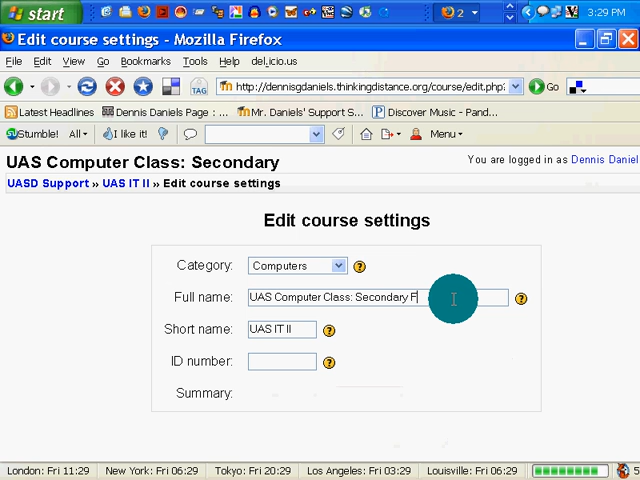 start 2 3:29 PM
Edit course settings - Mozilla Firefox
File Edit View Go Bookmarks Tools Help del.icio.us
TAG http://dennisgdaniels.thinkingdistance.org/course/edit.php? Go
Latest Headlines Dennis Daniels Page : ... Mr. Daniels' Support S... Discover Music - Pand...
Stumble! All I like it! Menu
UAS Computer Class: Secondary
You are logged in as Dennis Daniel
UASD Support » UAS IT II » Edit course settings
Edit course settings
Category: Computers ?
Full name: UAS Computer Class: Secondary F ?
Short name: UAS IT II ?
ID number: ?
Summary:
London: Fri 11:29 New York: Fri 06:29 Tokyo: Fri 20:29 Los Angeles: Fri 03:29 Louisville: Fri 06:29 5